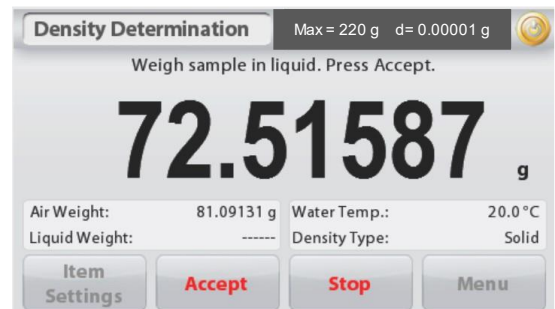 Density Determination Max = 220 g d= 0.00001 g
Weigh sample in liquid. Press Accept.
72.51587 g
Air Weight: 81.09131 g Water Temp.: 20.0°C
Liquid Weight: ------ Density Type: Solid
Item Settings Accept Stop Menu